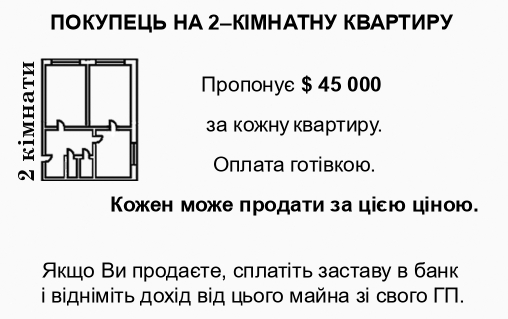 ПОКУПЕЦЬ НА 2–КІМНАТНУ КВАРТИРУ
2 кімнати
Пропонує $ 45 000
за кожну квартиру.
Оплата готівкою.
Кожен може продати за цією ціною.
Якщо Ви продаєте, сплатіть заставу в банк
і відніміть дохід від цього майна зі свого ГП.